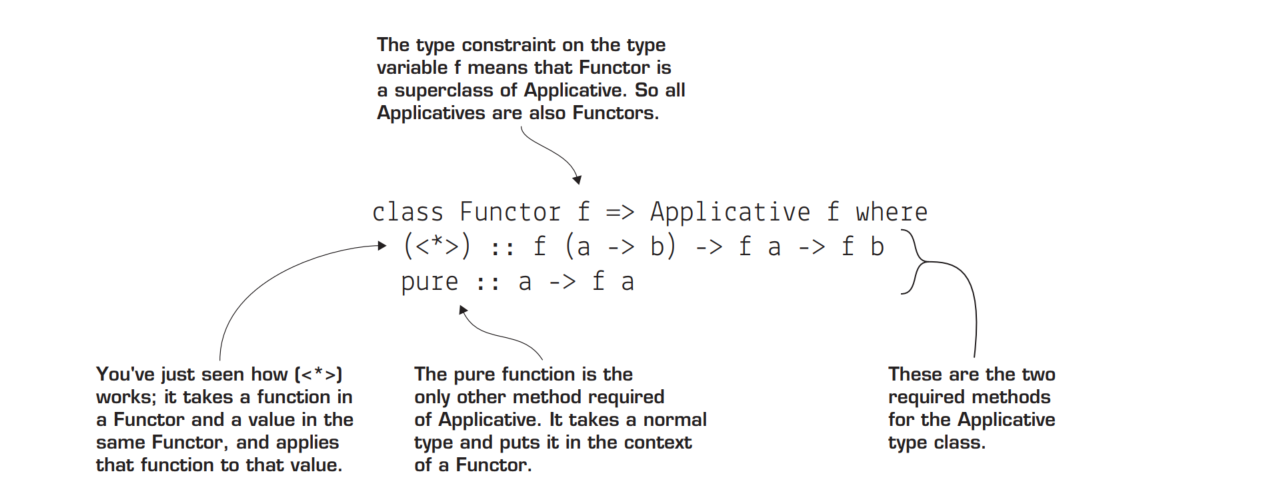 The type constraint on the type
variable f means that Functor is
a superclass of Applicative. So all
Applicatives are also Functors.
class Functor f => Applicative f where
(<*>) :: f (a -> b) -> f a -> f b
pure :: a -> f a
You've just seen how (<*>)
works; it takes a function in
a Functor and a value in the
same Functor, and applies
that function to that value.
The pure function is the
only other method required
of Applicative. It takes a normal
type and puts it in the context
of a Functor.
These are the two
required methods
for the Applicative
type class.